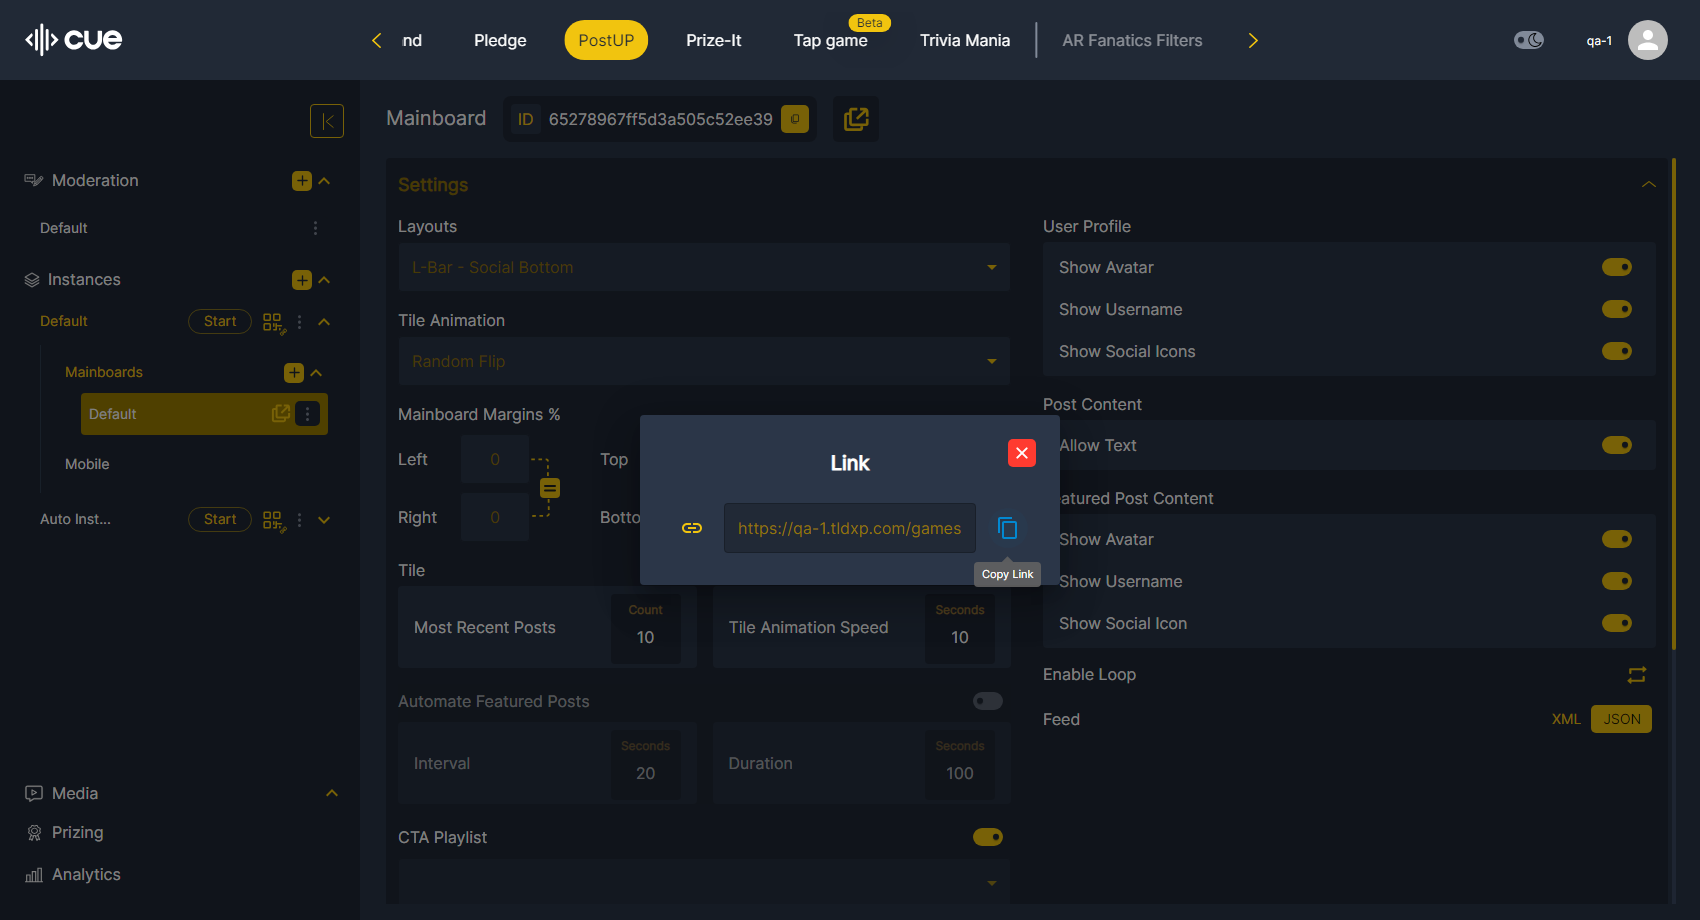 cue
nd
Pledge
PostUP
Prize-It
Beta
Tap game
Trivia Mania
AR Fanatics Filters
qa-1
Mainboard
ID 65278967ff5d3a505c52ee39
Moderation
Default
Instances
Default
Start
Mainboards
Default
Mobile
Auto Inst...
Start
Media
Prizing
Analytics
Settings
Layouts
L-Bar - Social Bottom
Tile Animation
Random Flip
Mainboard Margins %
Left
0
Top
Right
0
Botto
Tile
Most Recent Posts
Count
10
Tile Animation Speed
Seconds
10
Automate Featured Posts
Interval
Seconds
20
Duration
Seconds
100
CTA Playlist
User Profile
Show Avatar
Show Username
Show Social Icons
Post Content
Allow Text
atured Post Content
Show Avatar
Show Username
Show Social Icon
Enable Loop
Feed
XML
JSON
Link
https://qa-1.tldxp.com/games
Copy Link